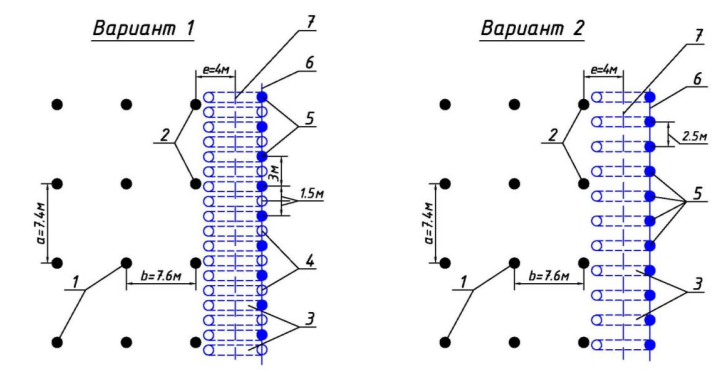 Вариант 1
7
e=4м
6
5
2
3м
1.5м
a=7.4м
4
1
b=7.6м
3
Вариант 2
7
e=4м
6
2
2.5м
5
a=7.4м
1
b=7.6м
3